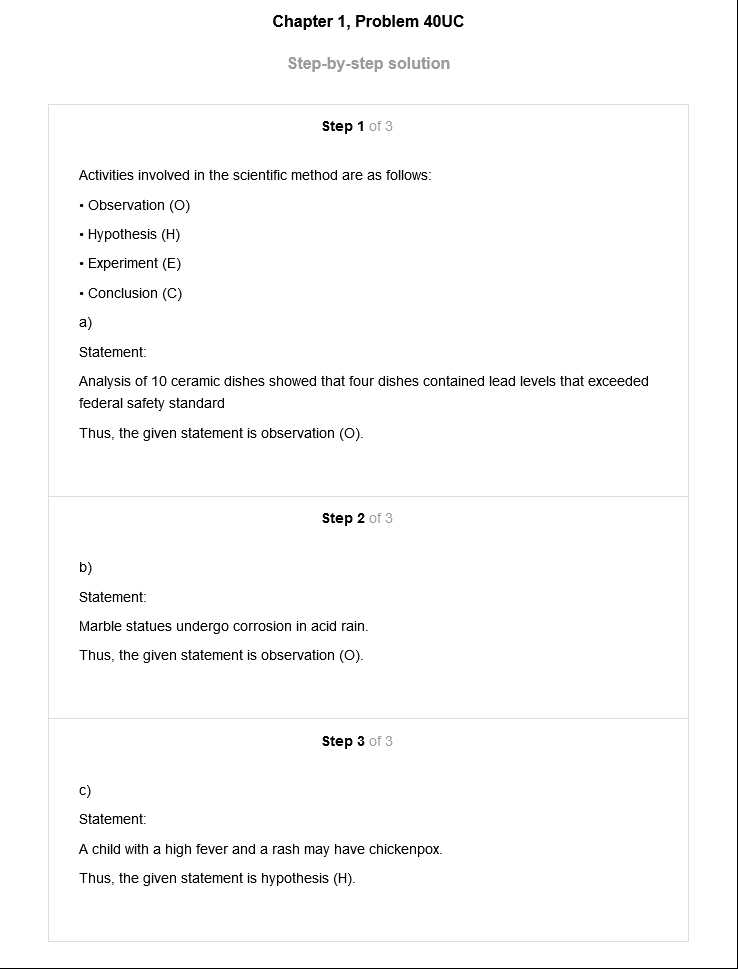 Chapter 1, Problem 40UC
Step-by-step solution
Step 1 of 3
Activities involved in the scientific method are as follows:
• Observation (O)
• Hypothesis (H)
• Experiment (E)
• Conclusion (C)
a)
Statement:
Analysis of 10 ceramic dishes showed that four dishes contained lead levels that exceeded
federal safety standard
Thus, the given statement is observation (O).
Step 2 of 3
b)
Statement:
Marble statues undergo corrosion in acid rain.
Thus, the given statement is observation (O).
Step 3 of 3
c)
Statement:
A child with a high fever and a rash may have chickenpox.
Thus, the given statement is hypothesis (H).